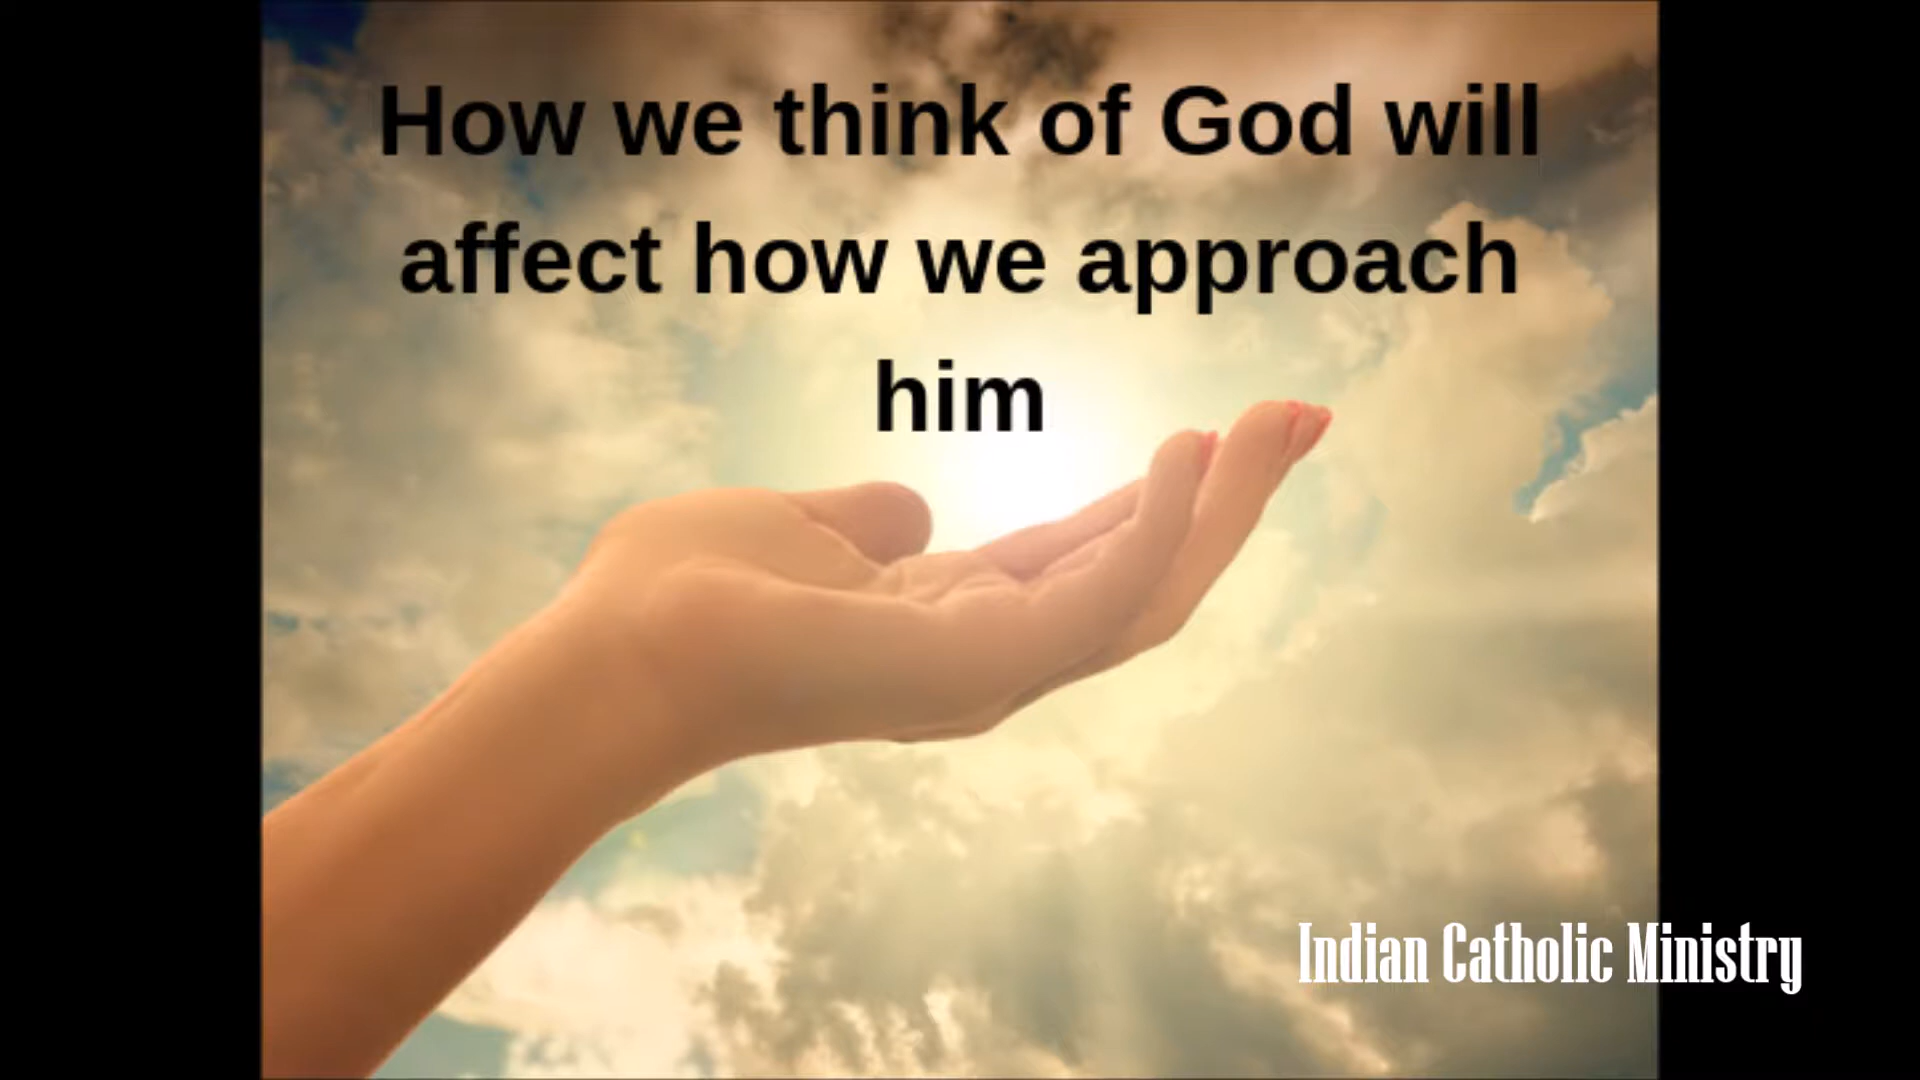 How we think of God will
affect how we approach
him
Indian Catholic Ministry